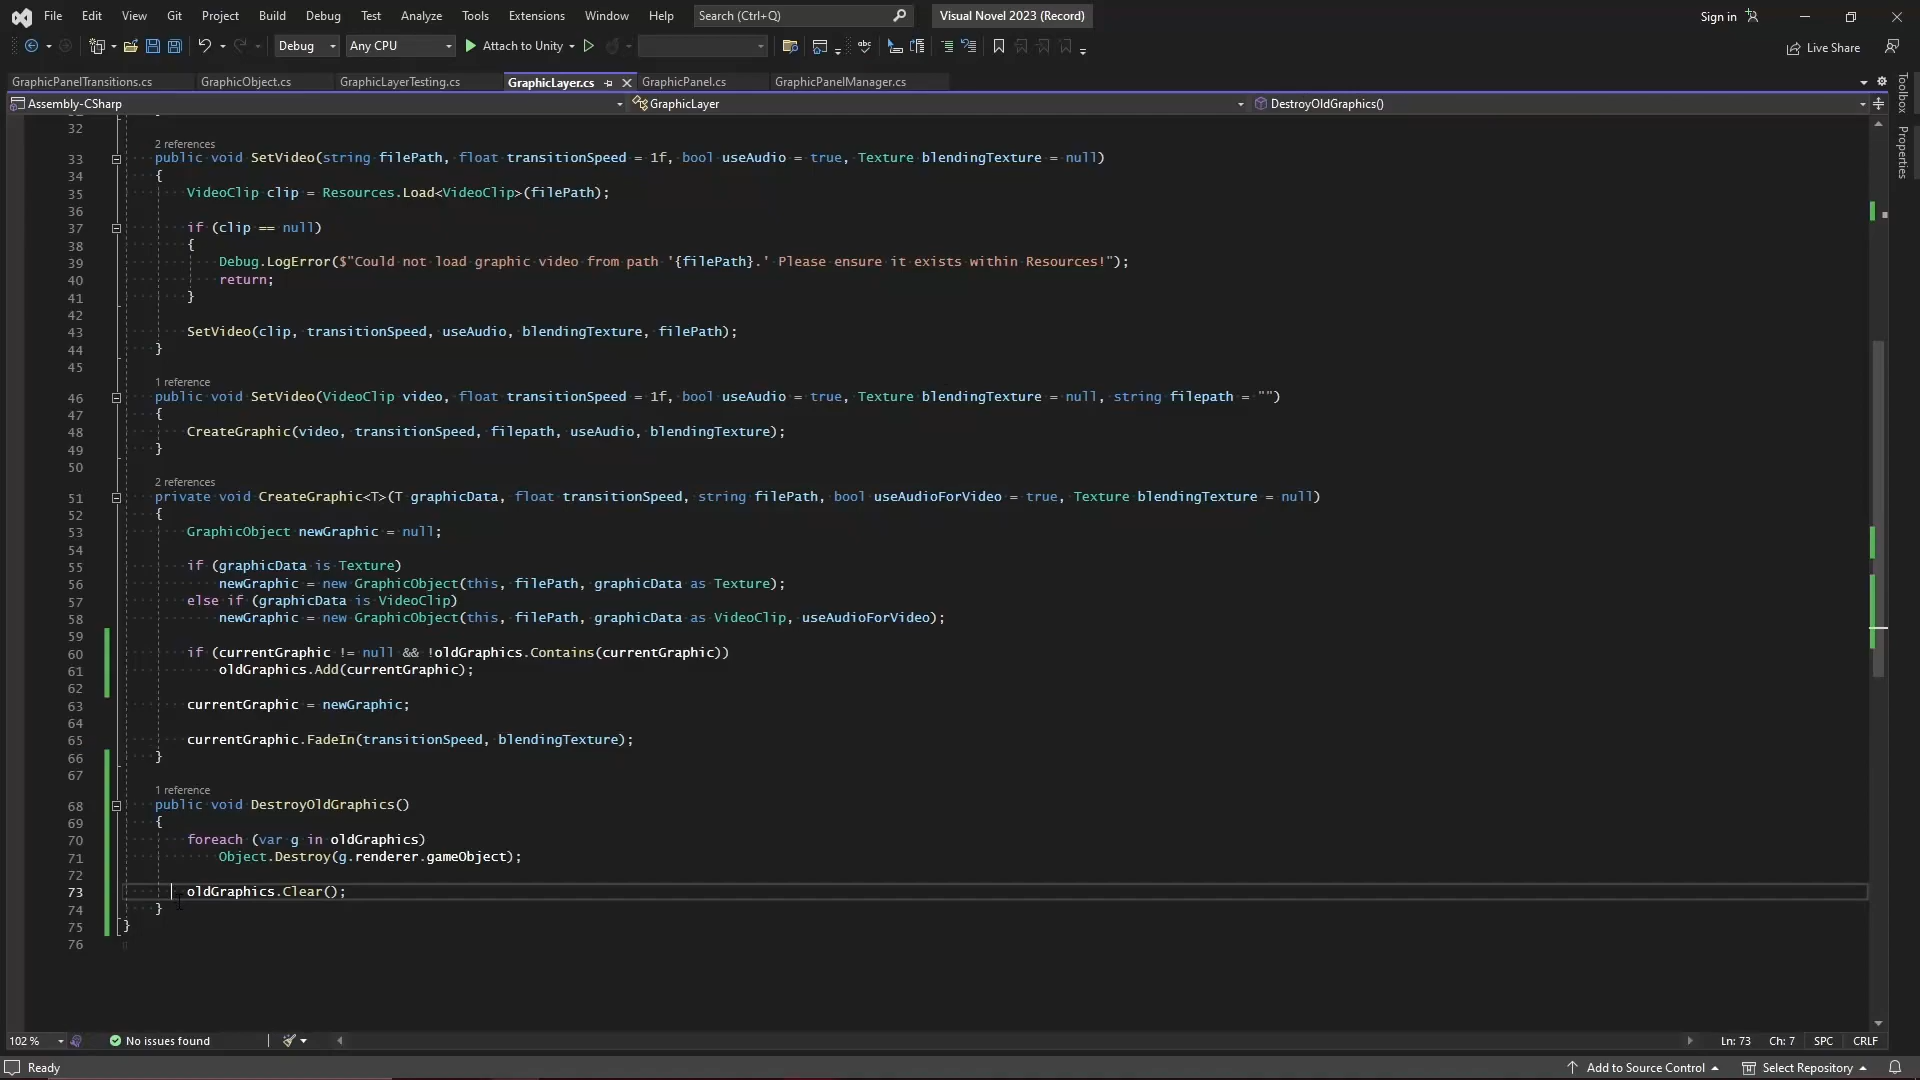 File Edit View Git Project Build Debug Test Analyze Tools Extensions Window Help Search (Ctrl+Q) Visual Novel 2023 (Record) Sign in
Debug Any CPU Attach to Unity Live Share
GraphicPanelTransitions.cs GraphicObject.cs GraphicLayerTesting.cs GraphicLayer.cs GraphicPanel.cs GraphicPanelManager.cs
Assembly-CSharp GraphicLayer DestroyOldGraphics()
Toolbox
Properties
32
2 references
33 public void SetVideo(string filePath, float transitionSpeed = 1f, bool useAudio = true, Texture blendingTexture = null)
34 {
35 VideoClip clip = Resources.Load<VideoClip>(filePath);
36
37 if (clip == null)
38 {
39 Debug.LogError($"Could not load graphic video from path '{filePath}.' Please ensure it exists within Resources!");
40 return;
41 }
42
43 SetVideo(clip, transitionSpeed, useAudio, blendingTexture, filePath);
44 }
45
1 reference
46 public void SetVideo(VideoClip video, float transitionSpeed = 1f, bool useAudio = true, Texture blendingTexture = null, string filepath = "")
47 {
48 CreateGraphic(video, transitionSpeed, filepath, useAudio, blendingTexture);
49 }
50
2 references
51 private void CreateGraphic<T>(T graphicData, float transitionSpeed, string filePath, bool useAudioForVideo = true, Texture blendingTexture = null)
52 {
53 GraphicObject newGraphic = null;
54
55 if (graphicData is Texture)
56 newGraphic = new GraphicObject(this, filePath, graphicData as Texture);
57 else if (graphicData is VideoClip)
58 newGraphic = new GraphicObject(this, filePath, graphicData as VideoClip, useAudioForVideo);
59
60 if (currentGraphic != null && !oldGraphics.Contains(currentGraphic))
61 oldGraphics.Add(currentGraphic);
62
63 currentGraphic = newGraphic;
64
65 currentGraphic.FadeIn(transitionSpeed, blendingTexture);
66 }
67
1 reference
68 public void DestroyOldGraphics()
69 {
70 foreach (var g in oldGraphics)
71 Object.Destroy(g.renderer.gameObject);
72
73 oldGraphics.Clear();
74 }
75 }
76
102 % No issues found Ln: 73 Ch: 7 SPC CRLF
Ready Add to Source Control Select Repository